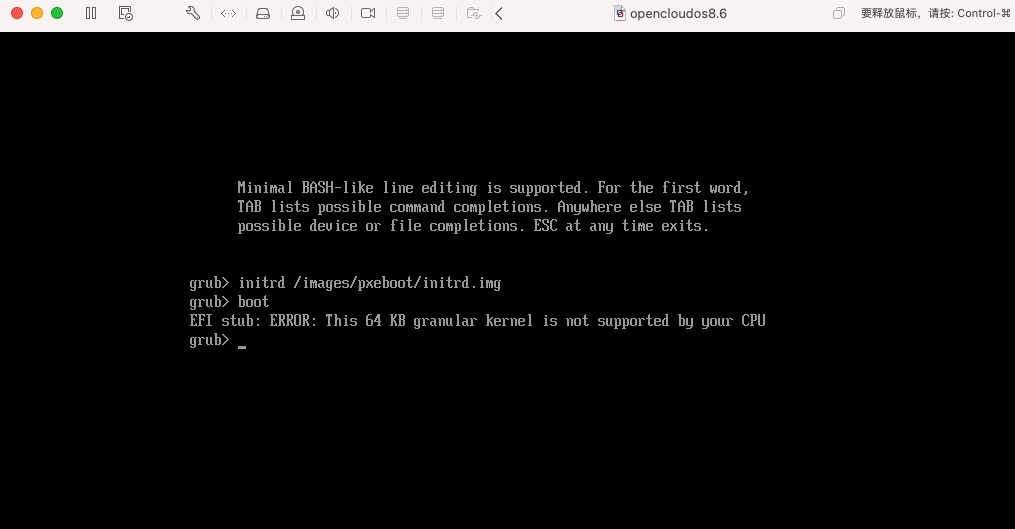 opencloudos8.6
要释放鼠标，请按: Control-⌘
Minimal BASH-like line editing is supported. For the first word,
TAB lists possible command completions. Anywhere else TAB lists
possible device or file completions. ESC at any time exits.
grub> initrd /images/pxeboot/initrd.img
grub> boot
EFI stub: ERROR: This 64 KB granular kernel is not supported by your CPU
grub> _